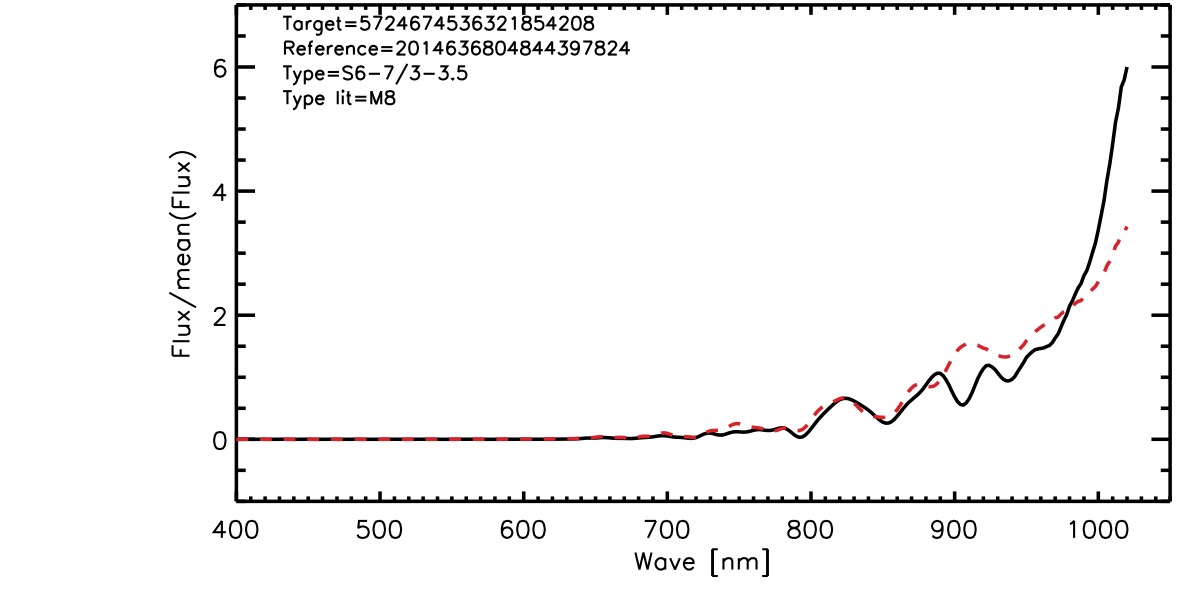 Target=5724674536321854208
Reference=2014636804844397824
Type=S6-7/3-3.5
Type lit=M8
Flux/mean(Flux)
6
4
2
0
400 500 600 700 800 900 1000
Wave [nm]